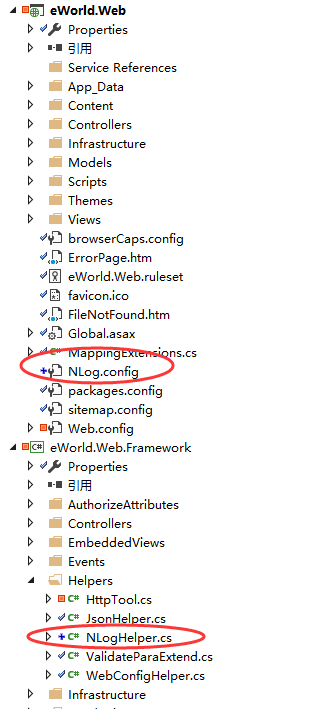 eWorld.Web
Properties
引用
Service References
App_Data
Content
Controllers
Infrastructure
Models
Scripts
Themes
Views
browserCaps.config
ErrorPage.htm
eWorld.Web.ruleset
favicon.ico
FileNotFound.htm
Global.asax
MappingExtensions.cs
NLog.config
packages.config
sitemap.config
Web.config
eWorld.Web.Framework
Properties
引用
AuthorizeAttributes
Controllers
EmbeddedViews
Events
Helpers
HttpTool.cs
JsonHelper.cs
NLogHelper.cs
ValidateParaExtend.cs
WebConfigHelper.cs
Infrastructure